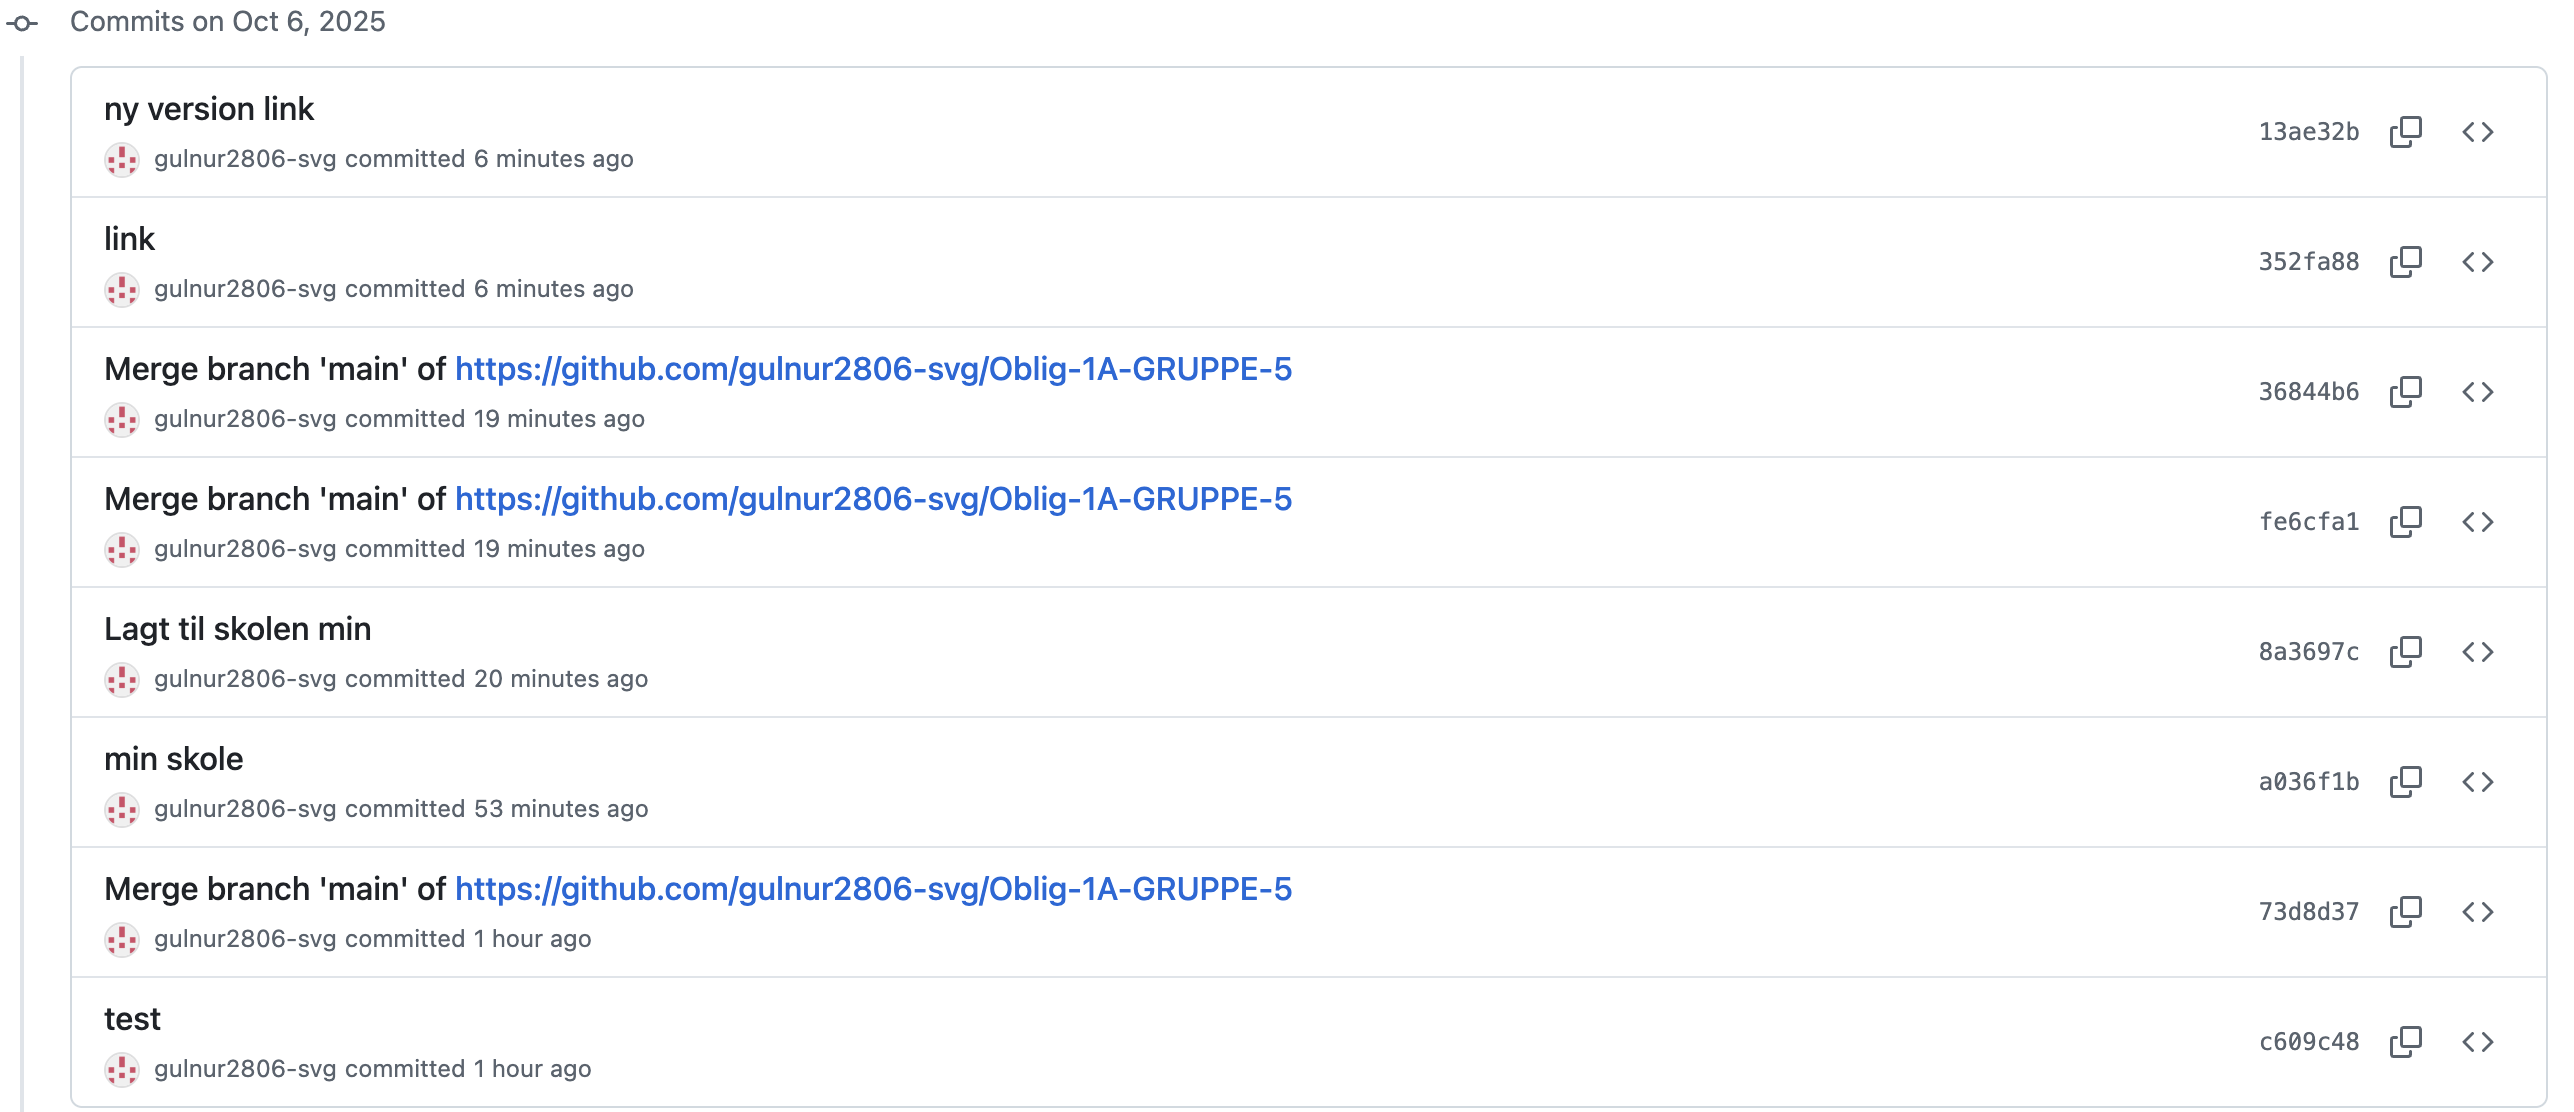 Commits on Oct 6, 2025
ny version link
gulnur2806-svg committed 6 minutes ago
13ae32b
link
gulnur2806-svg committed 6 minutes ago
352fa88
Merge branch 'main' of https://github.com/gulnur2806-svg/Oblig-1A-GRUPPE-5
gulnur2806-svg committed 19 minutes ago
36844b6
Merge branch 'main' of https://github.com/gulnur2806-svg/Oblig-1A-GRUPPE-5
gulnur2806-svg committed 19 minutes ago
fe6cfa1
Lagt til skolen min
gulnur2806-svg committed 20 minutes ago
8a3697c
min skole
gulnur2806-svg committed 53 minutes ago
a036f1b
Merge branch 'main' of https://github.com/gulnur2806-svg/Oblig-1A-GRUPPE-5
gulnur2806-svg committed 1 hour ago
73d8d37
test
gulnur2806-svg committed 1 hour ago
c609c48